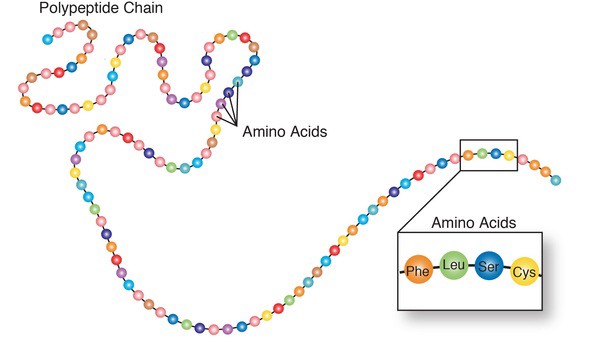 Polypeptide Chain
Amino Acids
Amino Acids
Phe Leu Ser Cys